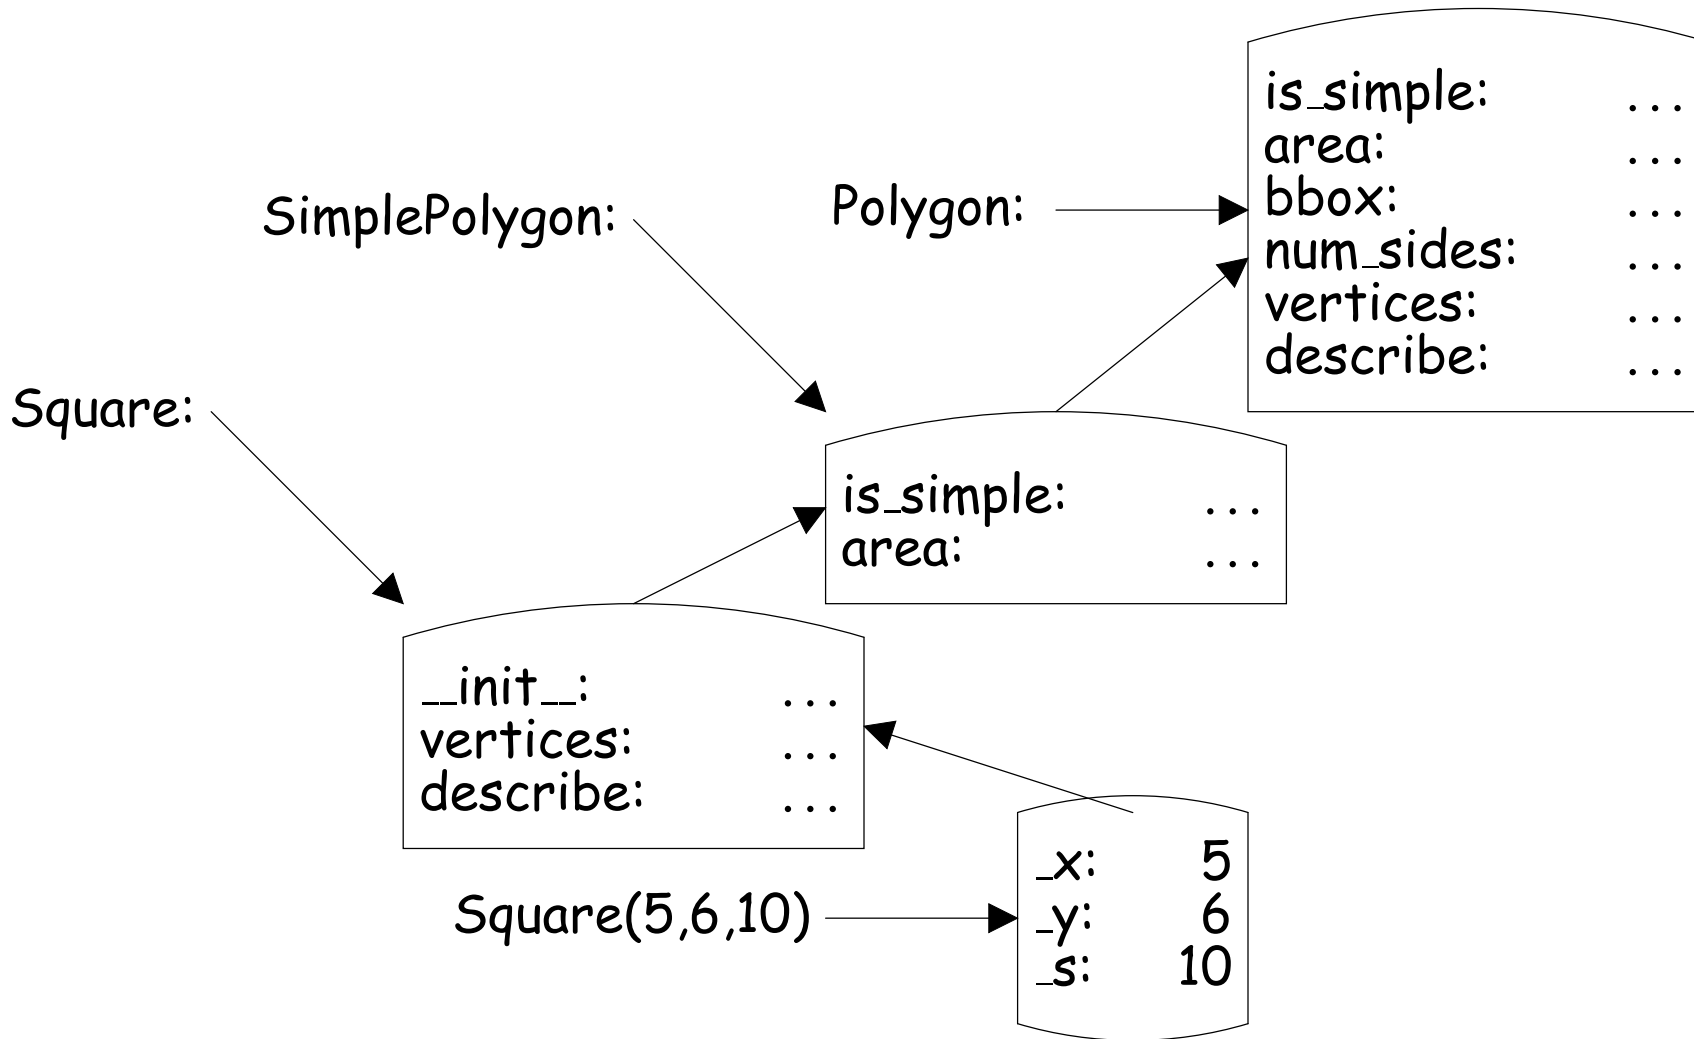 is_simple: ...
area: ...
bbox: ...
num_sides: ...
vertices: ...
describe: ...
Polygon:
SimplePolygon:
Square:
is_simple: ...
area: ...
__init__: ...
vertices: ...
describe: ...
Square(5,6,10)
_x: 5
_y: 6
_s: 10